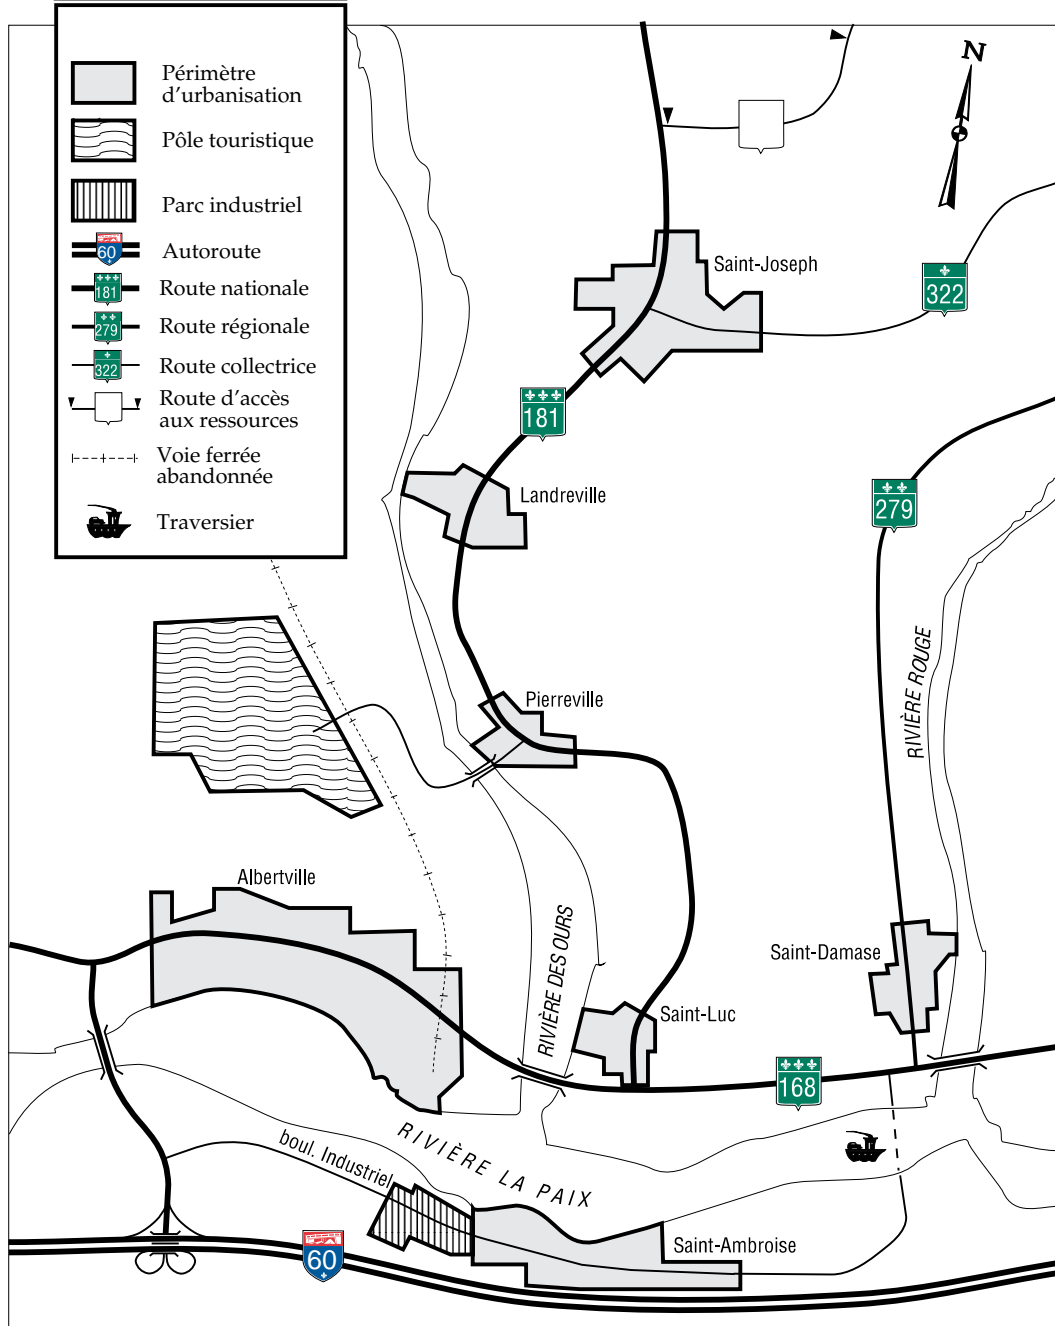 Périmètre
d'urbanisation
Pôle touristique
Parc industriel
60
Autoroute
181
Route nationale
279
Route régionale
322
Route collectrice
Route d'accès
aux ressources
Voie ferrée
abandonnée
Traversier
N
Saint-Joseph
322
181
279
Landreville
RIVIÈRE ROUGE
Pierreville
Albertville
RIVIÈRE DES OURS
Saint-Damase
Saint-Luc
168
RIVIÈRE LA PAIX
boul. Industriel
Saint-Ambroise
60